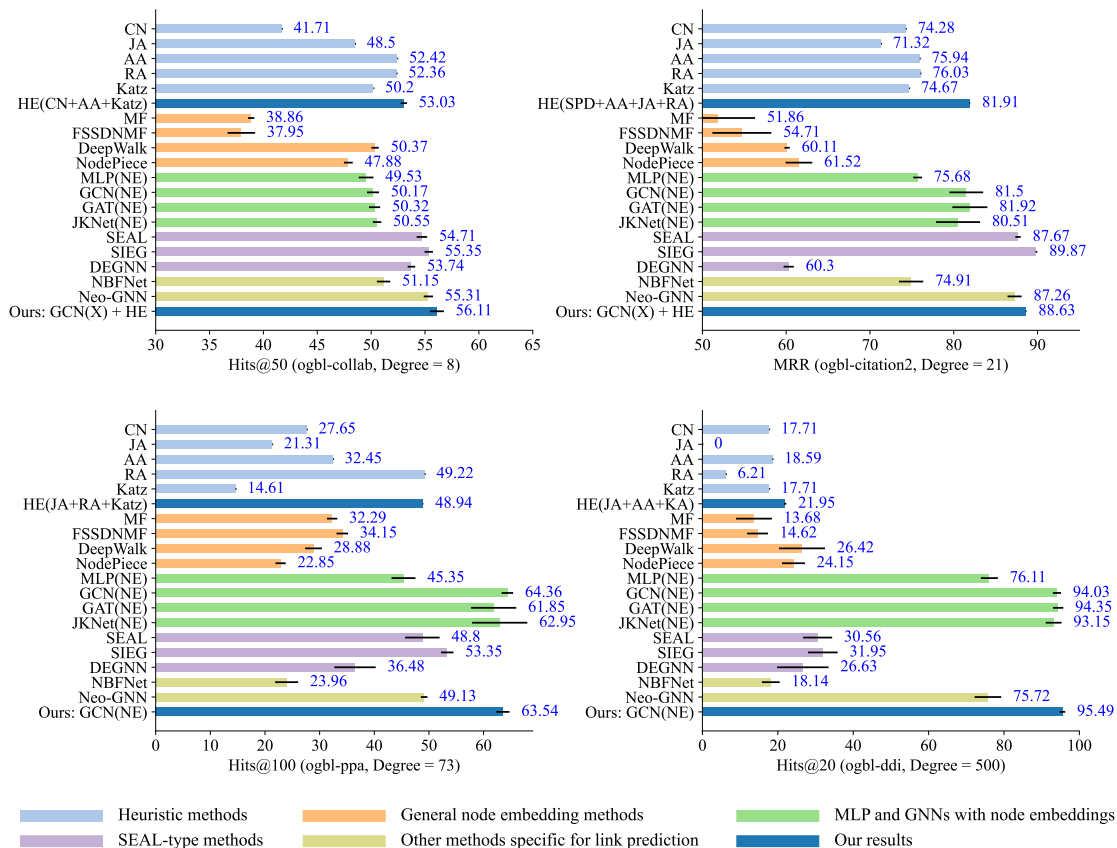 CN 41.71
JA 48.5
AA 52.42
RA 52.36
Katz 50.2
HE(CN+AA+Katz) 53.03
MF 38.86
FSSDNMF 37.95
DeepWalk 50.37
NodePiece 47.88
MLP(NE) 49.53
GCN(NE) 50.17
GAT(NE) 50.32
JKNet(NE) 50.55
SEAL 54.71
SIEG 55.35
DEGNN 53.74
NBFNet 51.15
Neo-GNN 55.31
Ours: GCN(X) + HE 56.11
30 35 40 45 50 55 60 65
Hits@50 (ogbl-collab, Degree = 8)
CN 74.28
JA 71.32
AA 75.94
RA 76.03
Katz 74.67
HE(SPD+AA+JA+RA) 81.91
MF 51.86
FSSDNMF 54.71
DeepWalk 60.11
NodePiece 61.52
MLP(NE) 75.68
GCN(NE) 81.5
GAT(NE) 81.92
JKNet(NE) 80.51
SEAL 87.67
SIEG 89.87
DEGNN 60.3
NBFNet 74.91
Neo-GNN 87.26
Ours: GCN(X) + HE 88.63
50 60 70 80 90
MRR (ogbl-citation2, Degree = 21)
CN 27.65
JA 21.31
AA 32.45
RA 49.22
Katz 14.61
HE(JA+RA+Katz) 48.94
MF 32.29
FSSDNMF 34.15
DeepWalk 28.88
NodePiece 22.85
MLP(NE) 45.35
GCN(NE) 64.36
GAT(NE) 61.85
JKNet(NE) 62.95
SEAL 48.8
SIEG 53.35
DEGNN 36.48
NBFNet 23.96
Neo-GNN 49.13
Ours: GCN(NE) 63.54
0 10 20 30 40 50 60
Hits@100 (ogbl-ppa, Degree = 73)
CN 17.71
JA 0
AA 18.59
RA 6.21
Katz 17.71
HE(JA+AA+KA) 21.95
MF 13.68
FSSDNMF 14.62
DeepWalk 26.42
NodePiece 24.15
MLP(NE) 76.11
GCN(NE) 94.03
GAT(NE) 94.35
JKNet(NE) 93.15
SEAL 30.56
SIEG 31.95
DEGNN 26.63
NBFNet 18.14
Neo-GNN 75.72
Ours: GCN(NE) 95.49
0 20 40 60 80 100
Hits@20 (ogbl-ddi, Degree = 500)
Heuristic methods
General node embedding methods
MLP and GNNs with node embeddings
SEAL-type methods
Other methods specific for link prediction
Our results